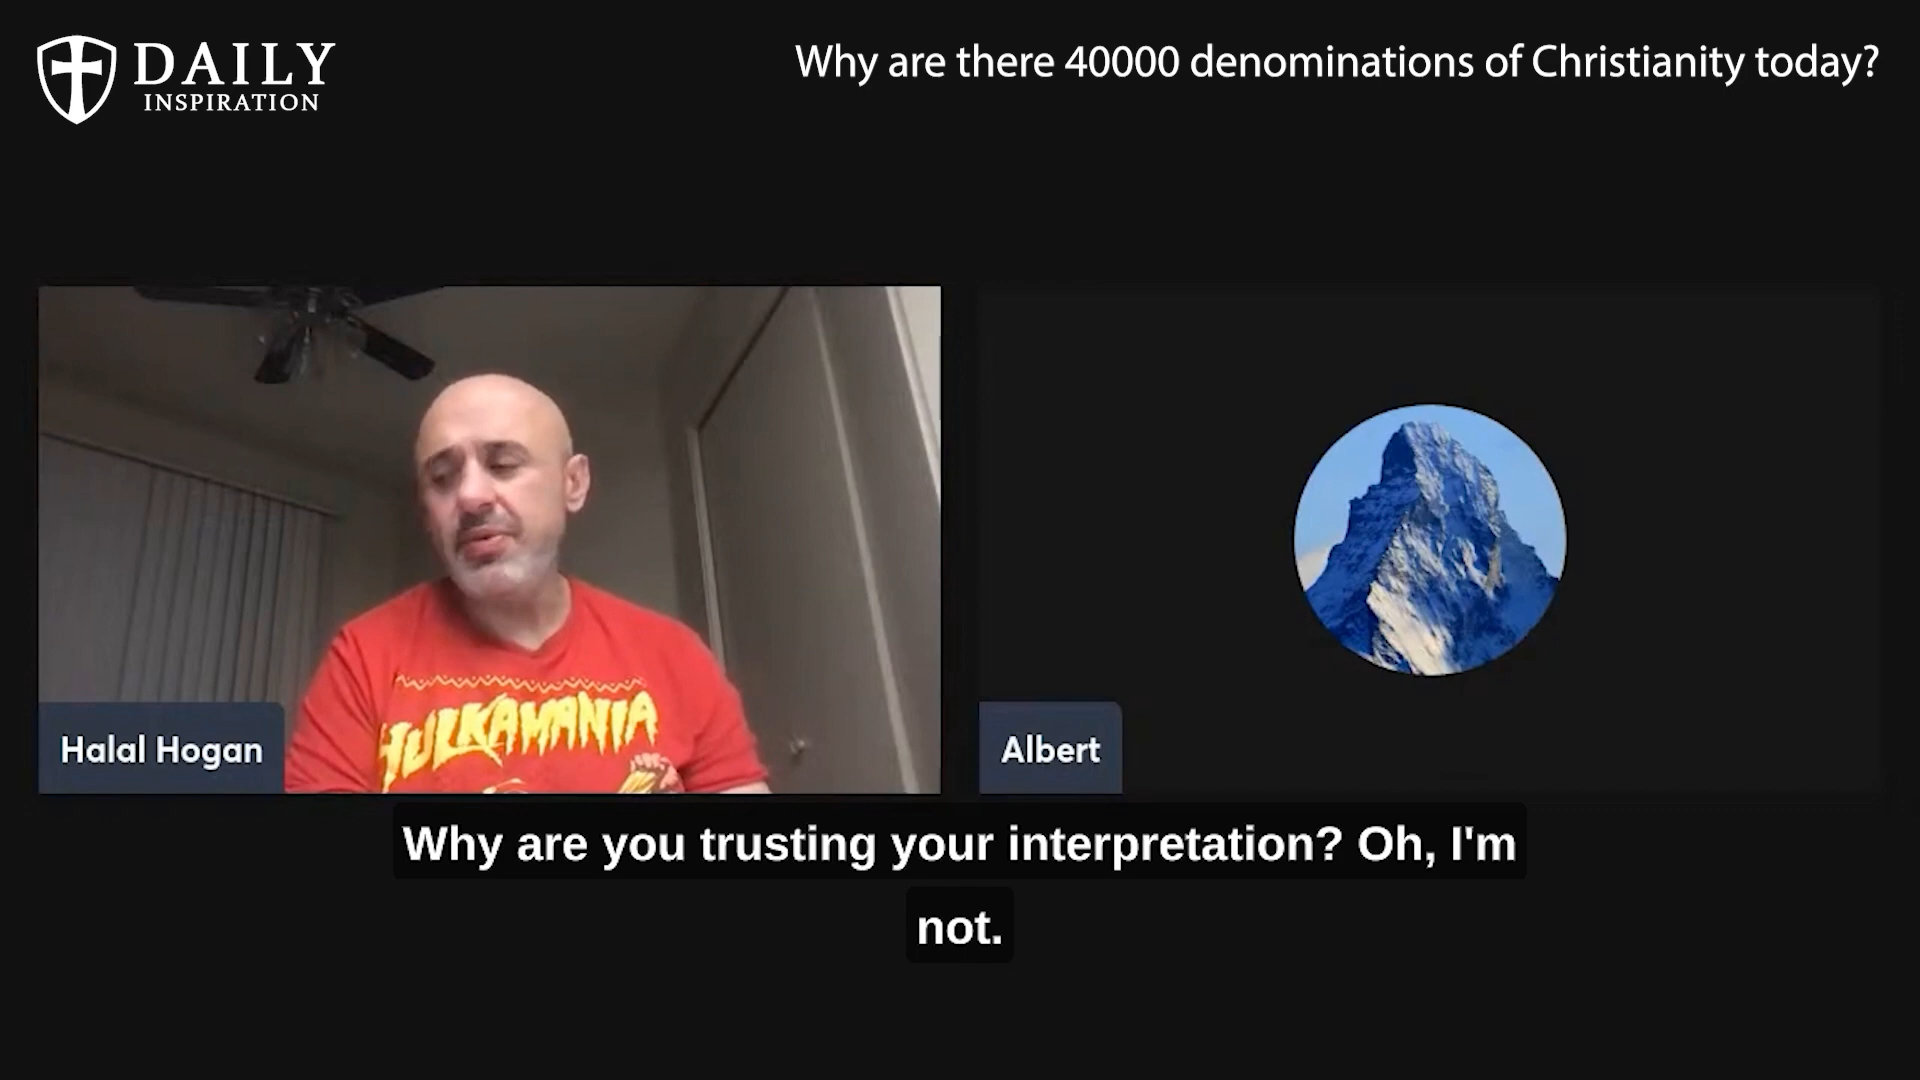 DAILY
INSPIRATION
Why are there 40000 denominations of Christianity today?
HULKAMANIA
Halal Hogan
Albert
Why are you trusting your interpretation? Oh, I'm
not.